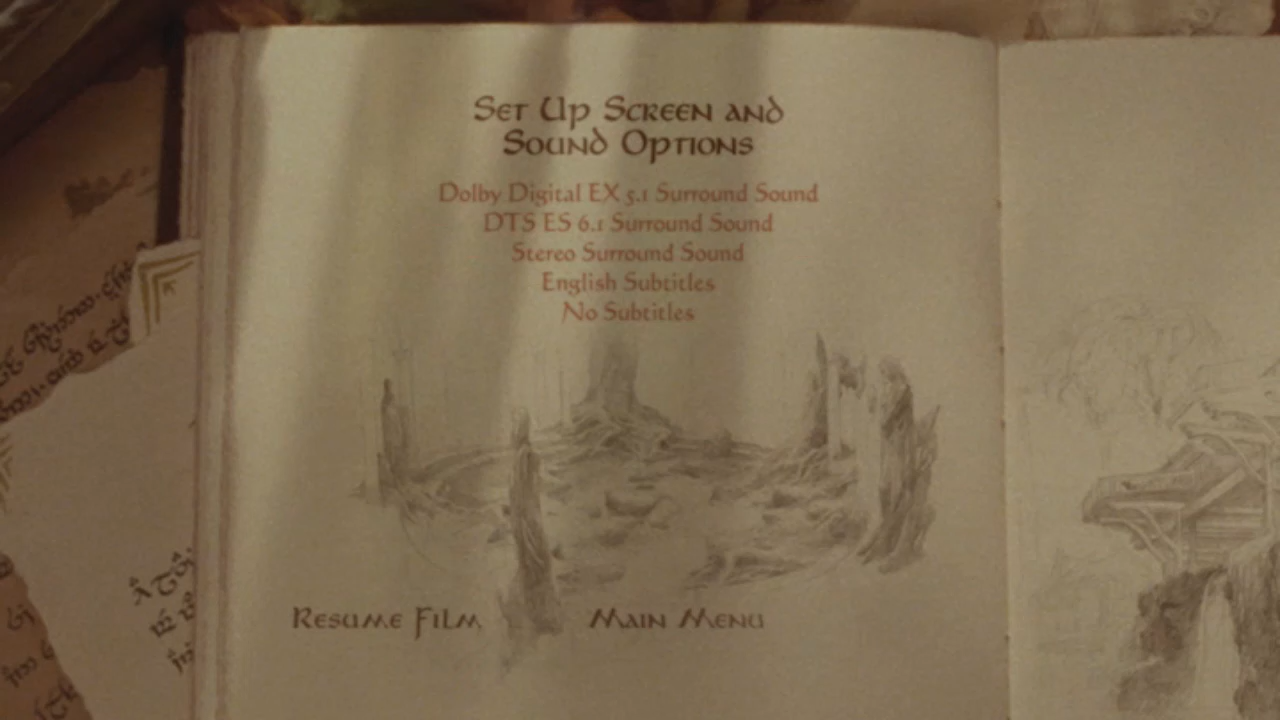 Set Up Screen and
Sound Options
Dolby Digital EX 5.1 Surround Sound
DTS ES 6.1 Surround Sound
Stereo Surround Sound
English Subtitles
No Subtitles
Resume Film
Main Menu